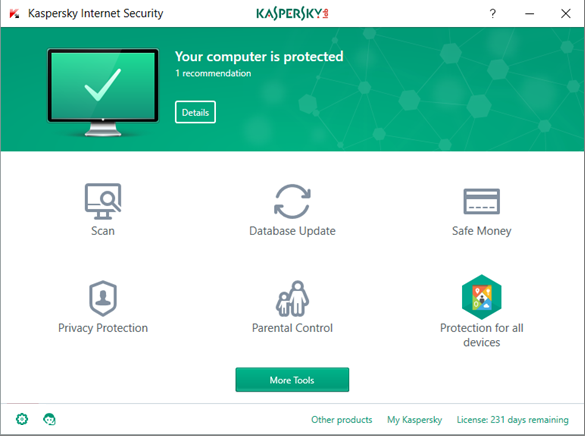 Kaspersky Internet Security
KASPERSKY lab
?
Your computer is protected
1 recommendation
Details
Scan
Database Update
Safe Money
Privacy Protection
Parental Control
Protection for all
devices
More Tools
Other products
My Kaspersky
License: 231 days remaining